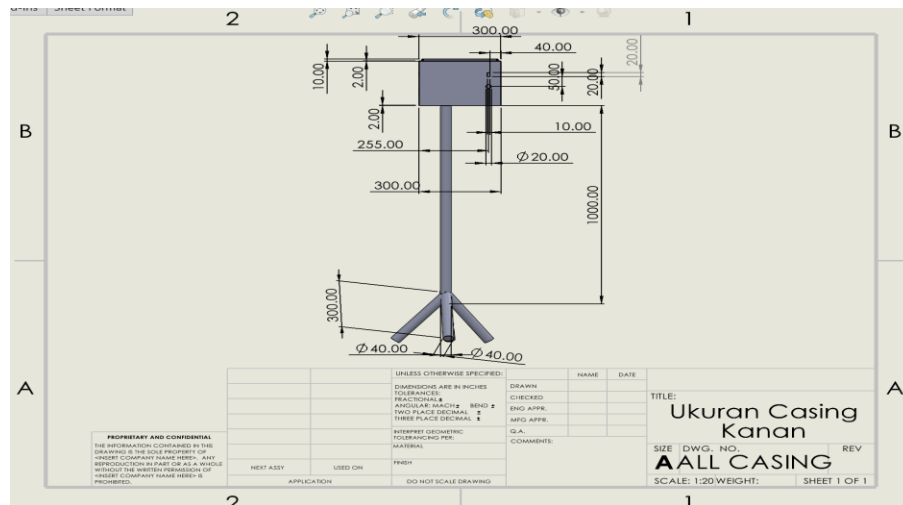 Sheet Format
2
1
300.00
40.00
20.00
10.00
2.00
50.00
20.00
2.00
B
B
10.00
255.00
Ø20.00
300.00
1000.00
300.00
Ø40.00
Ø40.00
A
A
UNLESS OTHERWISE SPECIFIED:
DIMENSIONS ARE IN INCHES
TOLERANCES:
FRACTIONAL±
ANGULAR: MACH± BEND ±
TWO PLACE DECIMAL ±
THREE PLACE DECIMAL ±
INTERPRET GEOMETRIC
TOLERANCING PER:
MATERIAL
FINISH
DO NOT SCALE DRAWING
NAME DATE
DRAWN
CHECKED
ENG APPR.
MFG APPR.
Q.A.
COMMENTS:
TITLE:
Ukuran Casing
Kanan
SIZE DWG. NO. REV
A ALL CASING
SCALE: 1:20 WEIGHT: SHEET 1 OF 1
PROPRIETARY AND CONFIDENTIAL
THE INFORMATION CONTAINED IN THIS
DRAWING IS THE SOLE PROPERTY OF
<INSERT COMPANY NAME HERE>. ANY
REPRODUCTION IN PART OR AS A WHOLE
WITHOUT THE WRITTEN PERMISSION OF
<INSERT COMPANY NAME HERE> IS
PROHIBITED.
NEXT ASSY USED ON
APPLICATION
2
1